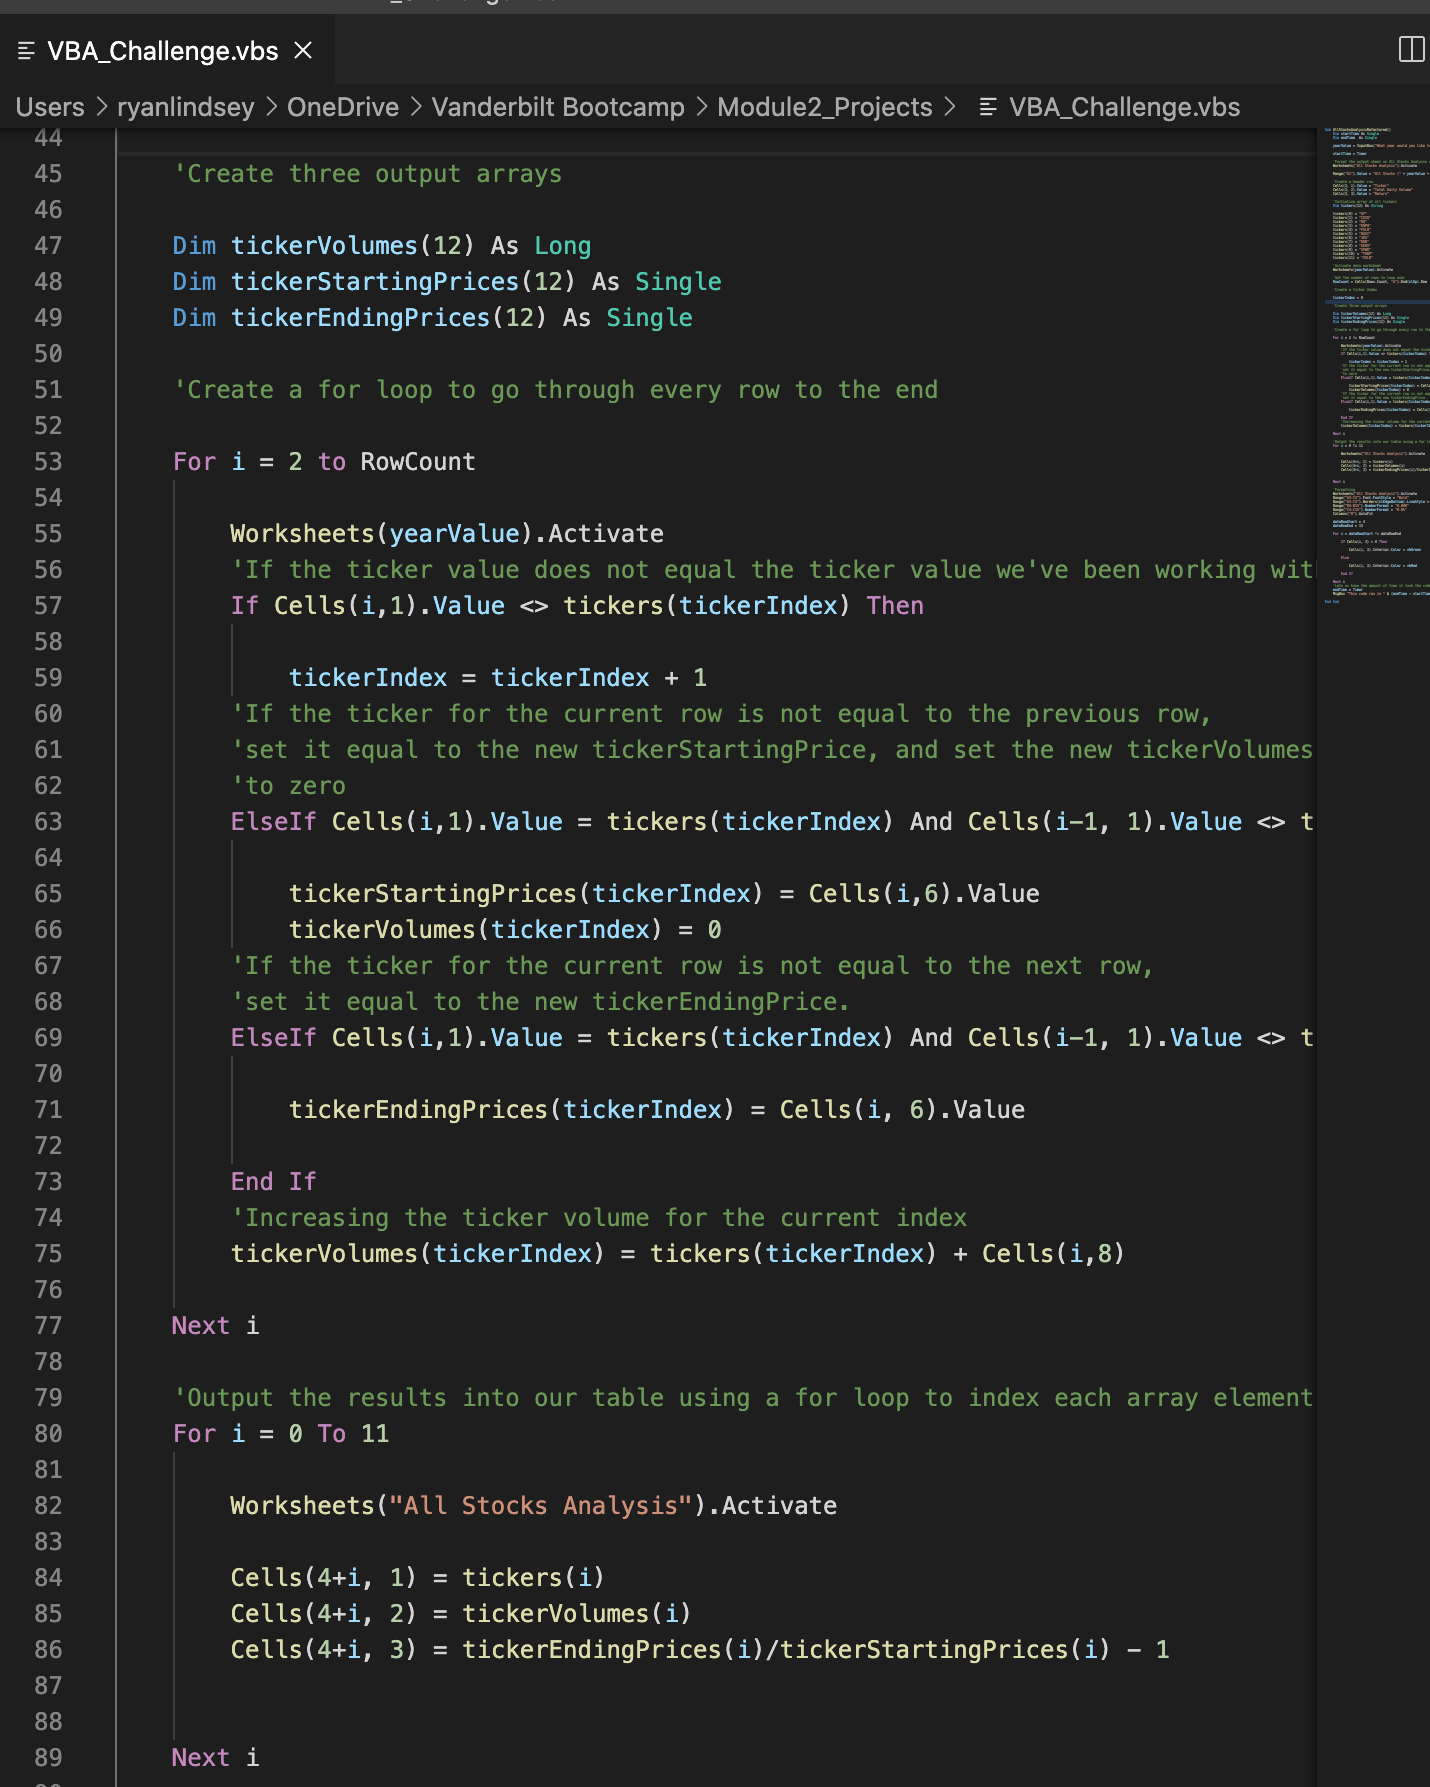 VBA_Challenge.vbs
Users > ryanlindsey > OneDrive > Vanderbilt Bootcamp > Module2_Projects > VBA_Challenge.vbs
44
45 'Create three output arrays
46
47 Dim tickerVolumes(12) As Long
48 Dim tickerStartingPrices(12) As Single
49 Dim tickerEndingPrices(12) As Single
50
51 'Create a for loop to go through every row to the end
52
53 For i = 2 to RowCount
54
55 Worksheets(yearValue).Activate
56 'If the ticker value does not equal the ticker value we've been working wit
57 If Cells(i,1).Value <> tickers(tickerIndex) Then
58
59 tickerIndex = tickerIndex + 1
60 'If the ticker for the current row is not equal to the previous row,
61 'set it equal to the new tickerStartingPrice, and set the new tickerVolumes
62 'to zero
63 ElseIf Cells(i,1).Value = tickers(tickerIndex) And Cells(i-1, 1).Value <> t
64
65 tickerStartingPrices(tickerIndex) = Cells(i,6).Value
66 tickerVolumes(tickerIndex) = 0
67 'If the ticker for the current row is not equal to the next row,
68 'set it equal to the new tickerEndingPrice.
69 ElseIf Cells(i,1).Value = tickers(tickerIndex) And Cells(i-1, 1).Value <> t
70
71 tickerEndingPrices(tickerIndex) = Cells(i, 6).Value
72
73 End If
74 'Increasing the ticker volume for the current index
75 tickerVolumes(tickerIndex) = tickers(tickerIndex) + Cells(i,8)
76
77 Next i
78
79 'Output the results into our table using a for loop to index each array element
80 For i = 0 To 11
81
82 Worksheets("All Stocks Analysis").Activate
83
84 Cells(4+i, 1) = tickers(i)
85 Cells(4+i, 2) = tickerVolumes(i)
86 Cells(4+i, 3) = tickerEndingPrices(i)/tickerStartingPrices(i) - 1
87
88
89 Next i